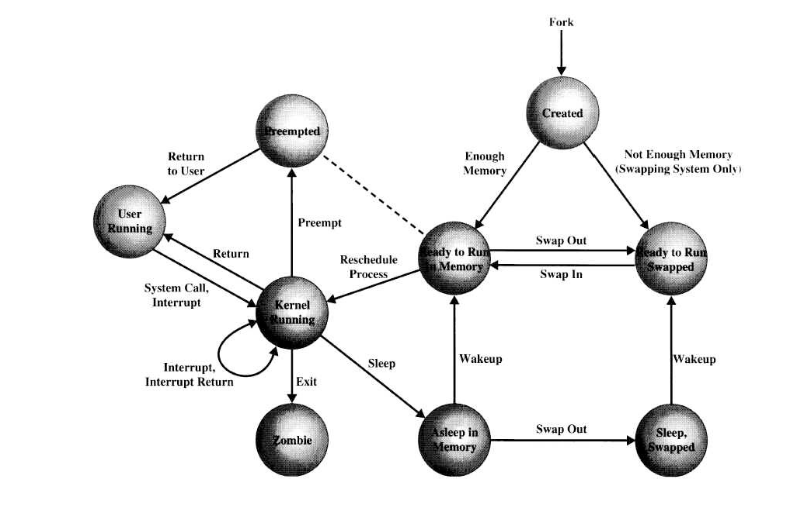 Fork
Created
Preempted
Enough
Memory
Not Enough Memory
(Swapping System Only)
Return
to User
User
Running
Preempt
Return
Ready to Run
in Memory
Swap Out
Swap In
Ready to Run
Swapped
Reschedule
Process
System Call,
Interrupt
Kernel
Running
Interrupt,
Interrupt Return
Sleep
Wakeup
Wakeup
Exit
Zombie
Asleep in
Memory
Swap Out
Sleep,
Swapped